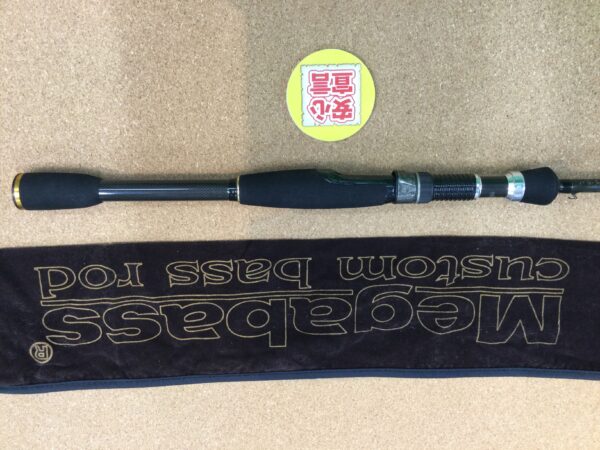 安心
宣言
Megabass
custom bass rod
®